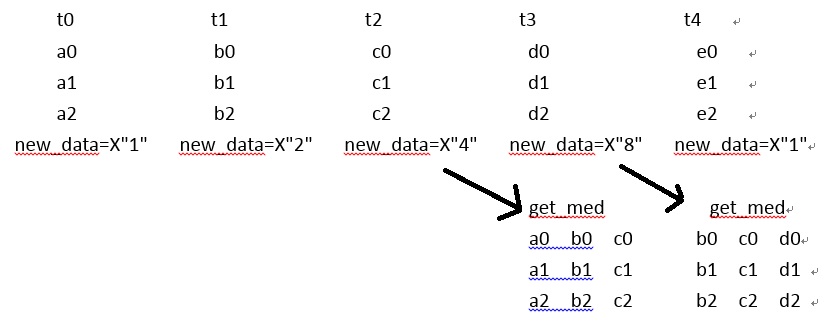 t0 t1 t2 t3 t4
a0 b0 c0 d0 e0
a1 b1 c1 d1 e1
a2 b2 c2 d2 e2
new_data=X"1" new_data=X"2" new_data=X"4" new_data=X"8" new_data=X"1"
get_med get_med
a0 b0 c0 b0 c0 d0
a1 b1 c1 b1 c1 d1
a2 b2 c2 b2 c2 d2